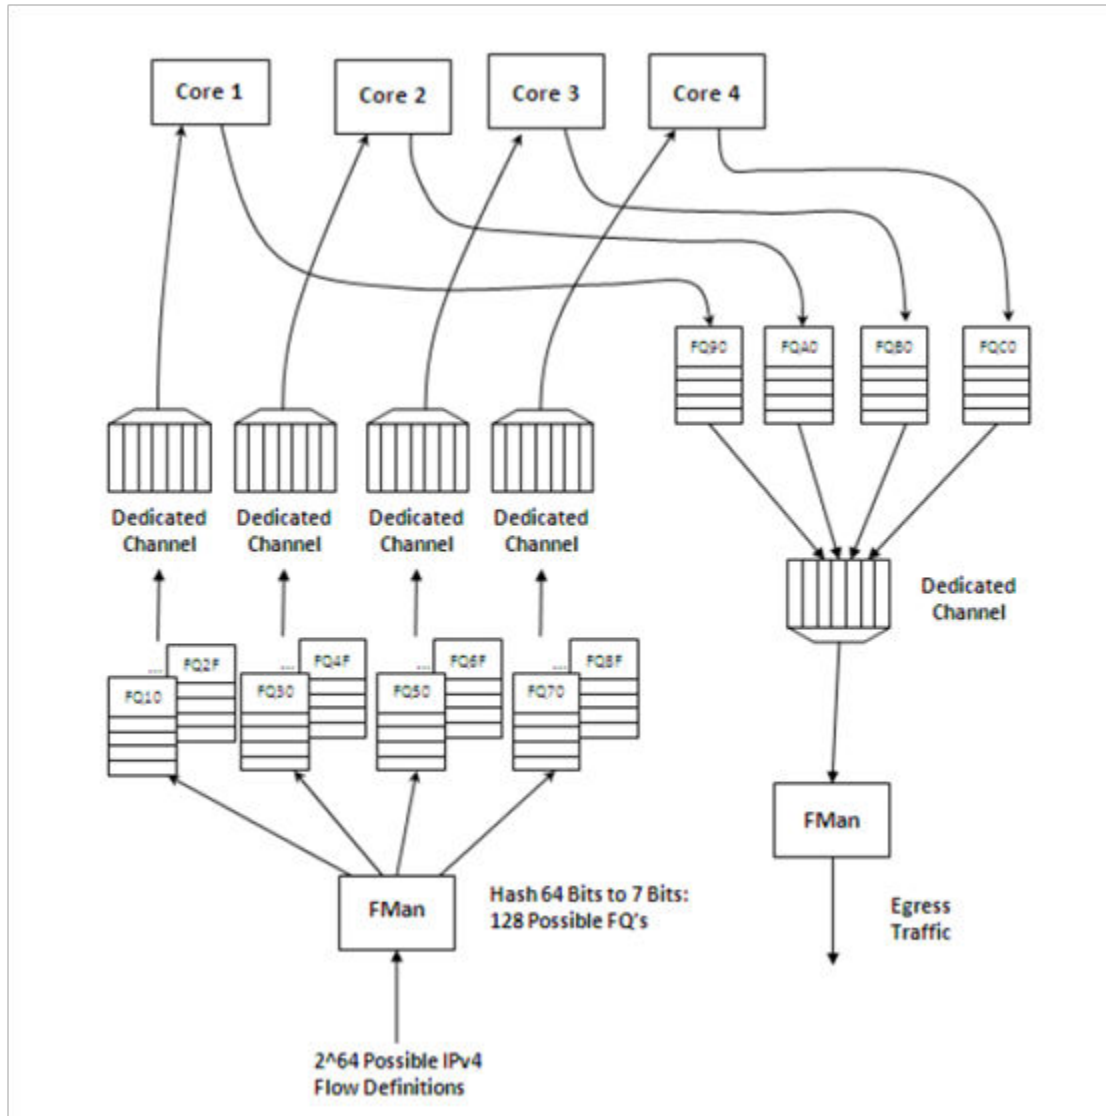 Core 1
Core 2
Core 3
Core 4
FQ90
FQA0
FQB0
FQC0
Dedicated
Channel
Dedicated
Channel
Dedicated
Channel
Dedicated
Channel
Dedicated
Channel
...
FQ2F
FQ10
...
FQ4F
FQ30
...
FQ6F
FQ50
...
FQ8F
FQ70
FMan
Hash 64 Bits to 7 Bits:
128 Possible FQ's
FMan
Egress
Traffic
2^64 Possible IPv4
Flow Definitions